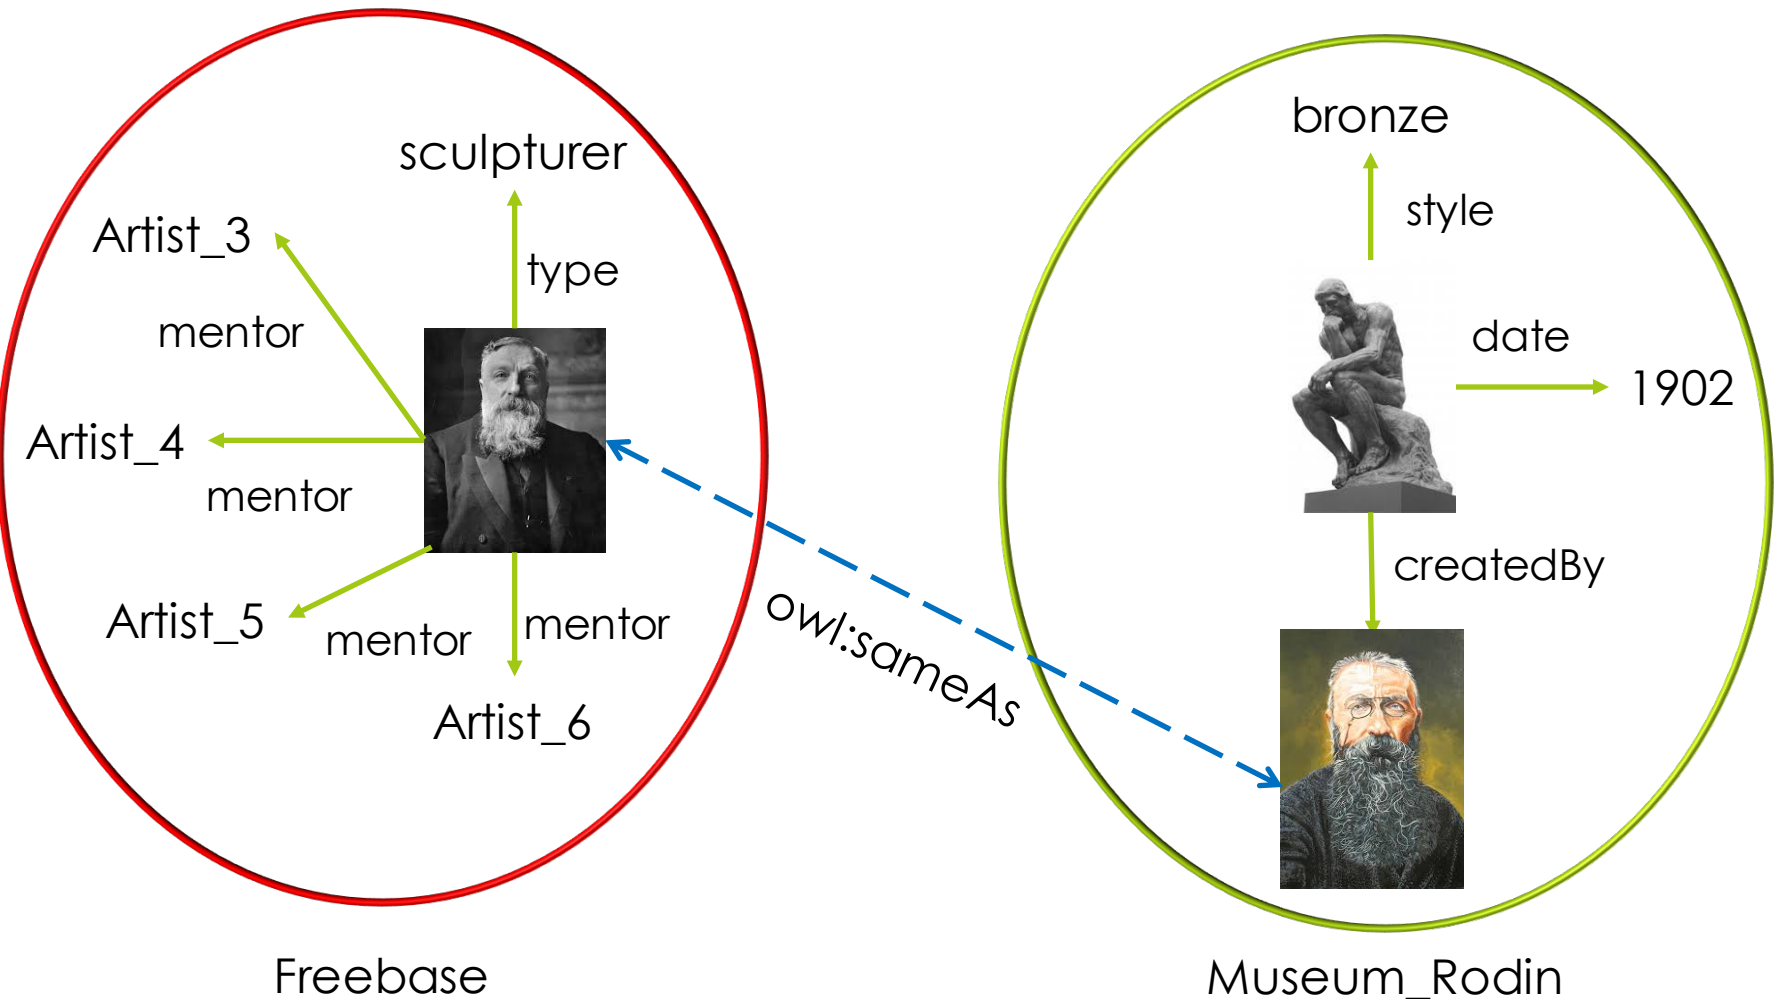 sculpturer
type
Artist_3
mentor
Artist_4
mentor
Artist_5
mentor
mentor
Artist_6
Freebase
owl:sameAs
bronze
style
date
1902
createdBy
Museum_Rodin